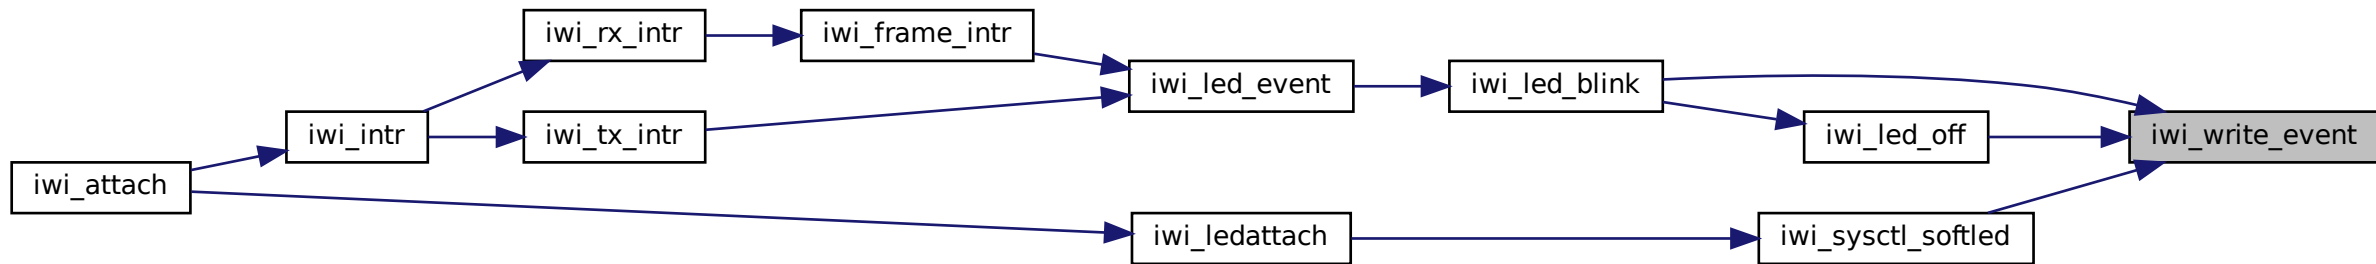 iwi_rx_intr
iwi_frame_intr
iwi_led_event
iwi_led_blink
iwi_intr
iwi_tx_intr
iwi_led_off
iwi_write_event
iwi_attach
iwi_ledattach
iwi_sysctl_softled